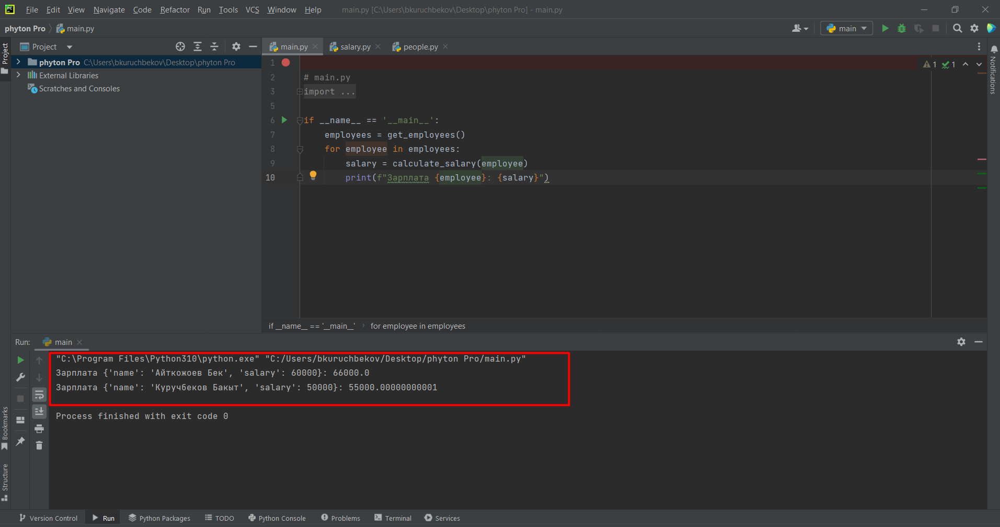 PC File Edit View Navigate Code Refactor Run Tools VCS Window Help main.py [C:\Users\bkuruchbekov\Desktop\phyton Pro] - main.py
phyton Pro main.py main
Project
Project main.py salary.py people.py
phyton Pro C:\Users\bkuruchbekov\Desktop\phyton Pro
External Libraries
Scratches and Consoles
1 1 1
2 # main.py
3 import ...
5
6 if __name__ == '__main__':
7 employees = get_employees()
8 for employee in employees:
9 salary = calculate_salary(employee)
10 print(f"Зарплата {employee}: {salary}")
Notifications
if __name__ == '__main__' for employee in employees
Run: main
"C:\Program Files\Python310\python.exe" "C:/Users/bkuruchbekov/Desktop/phyton Pro/main.py"
Зарплата {'name': 'Айткожоев Бек', 'salary': 60000}: 66000.0
Зарплата {'name': 'Куручбеков Бакыт', 'salary': 50000}: 55000.00000000001
Process finished with exit code 0
Bookmarks
Structure
Version Control Run Python Packages TODO Python Console Problems Terminal Services